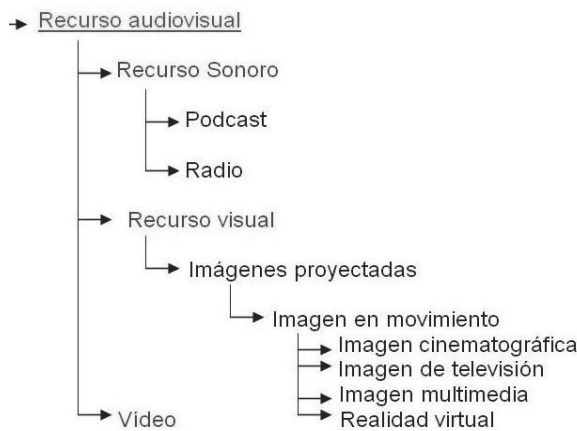 Recurso audiovisual
Recurso Sonoro
Podcast
Radio
Recurso visual
Imágenes proyectadas
Imagen en movimiento
Imagen cinematográfica
Imagen de televisión
Imagen multimedia
Realidad virtual
Vídeo